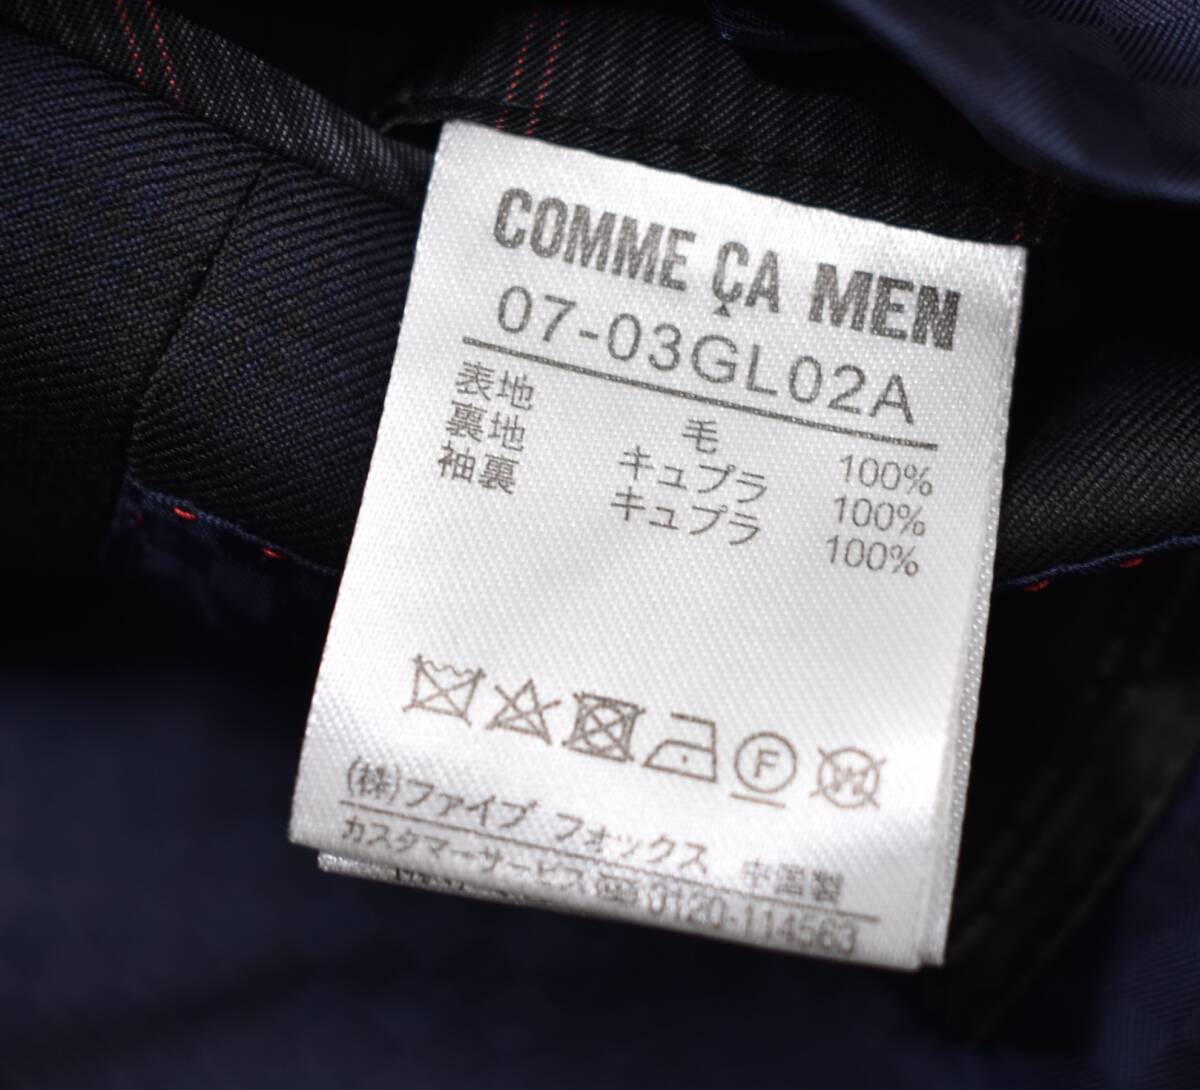 COMME ÇA MEN
07-03GL02A
表地 毛 100%
裏地 キュプラ 100%
袖裏 キュプラ 100%
F
W
(株)ファイブ フォックス 中国製
カスタマーサービス 0120-114563